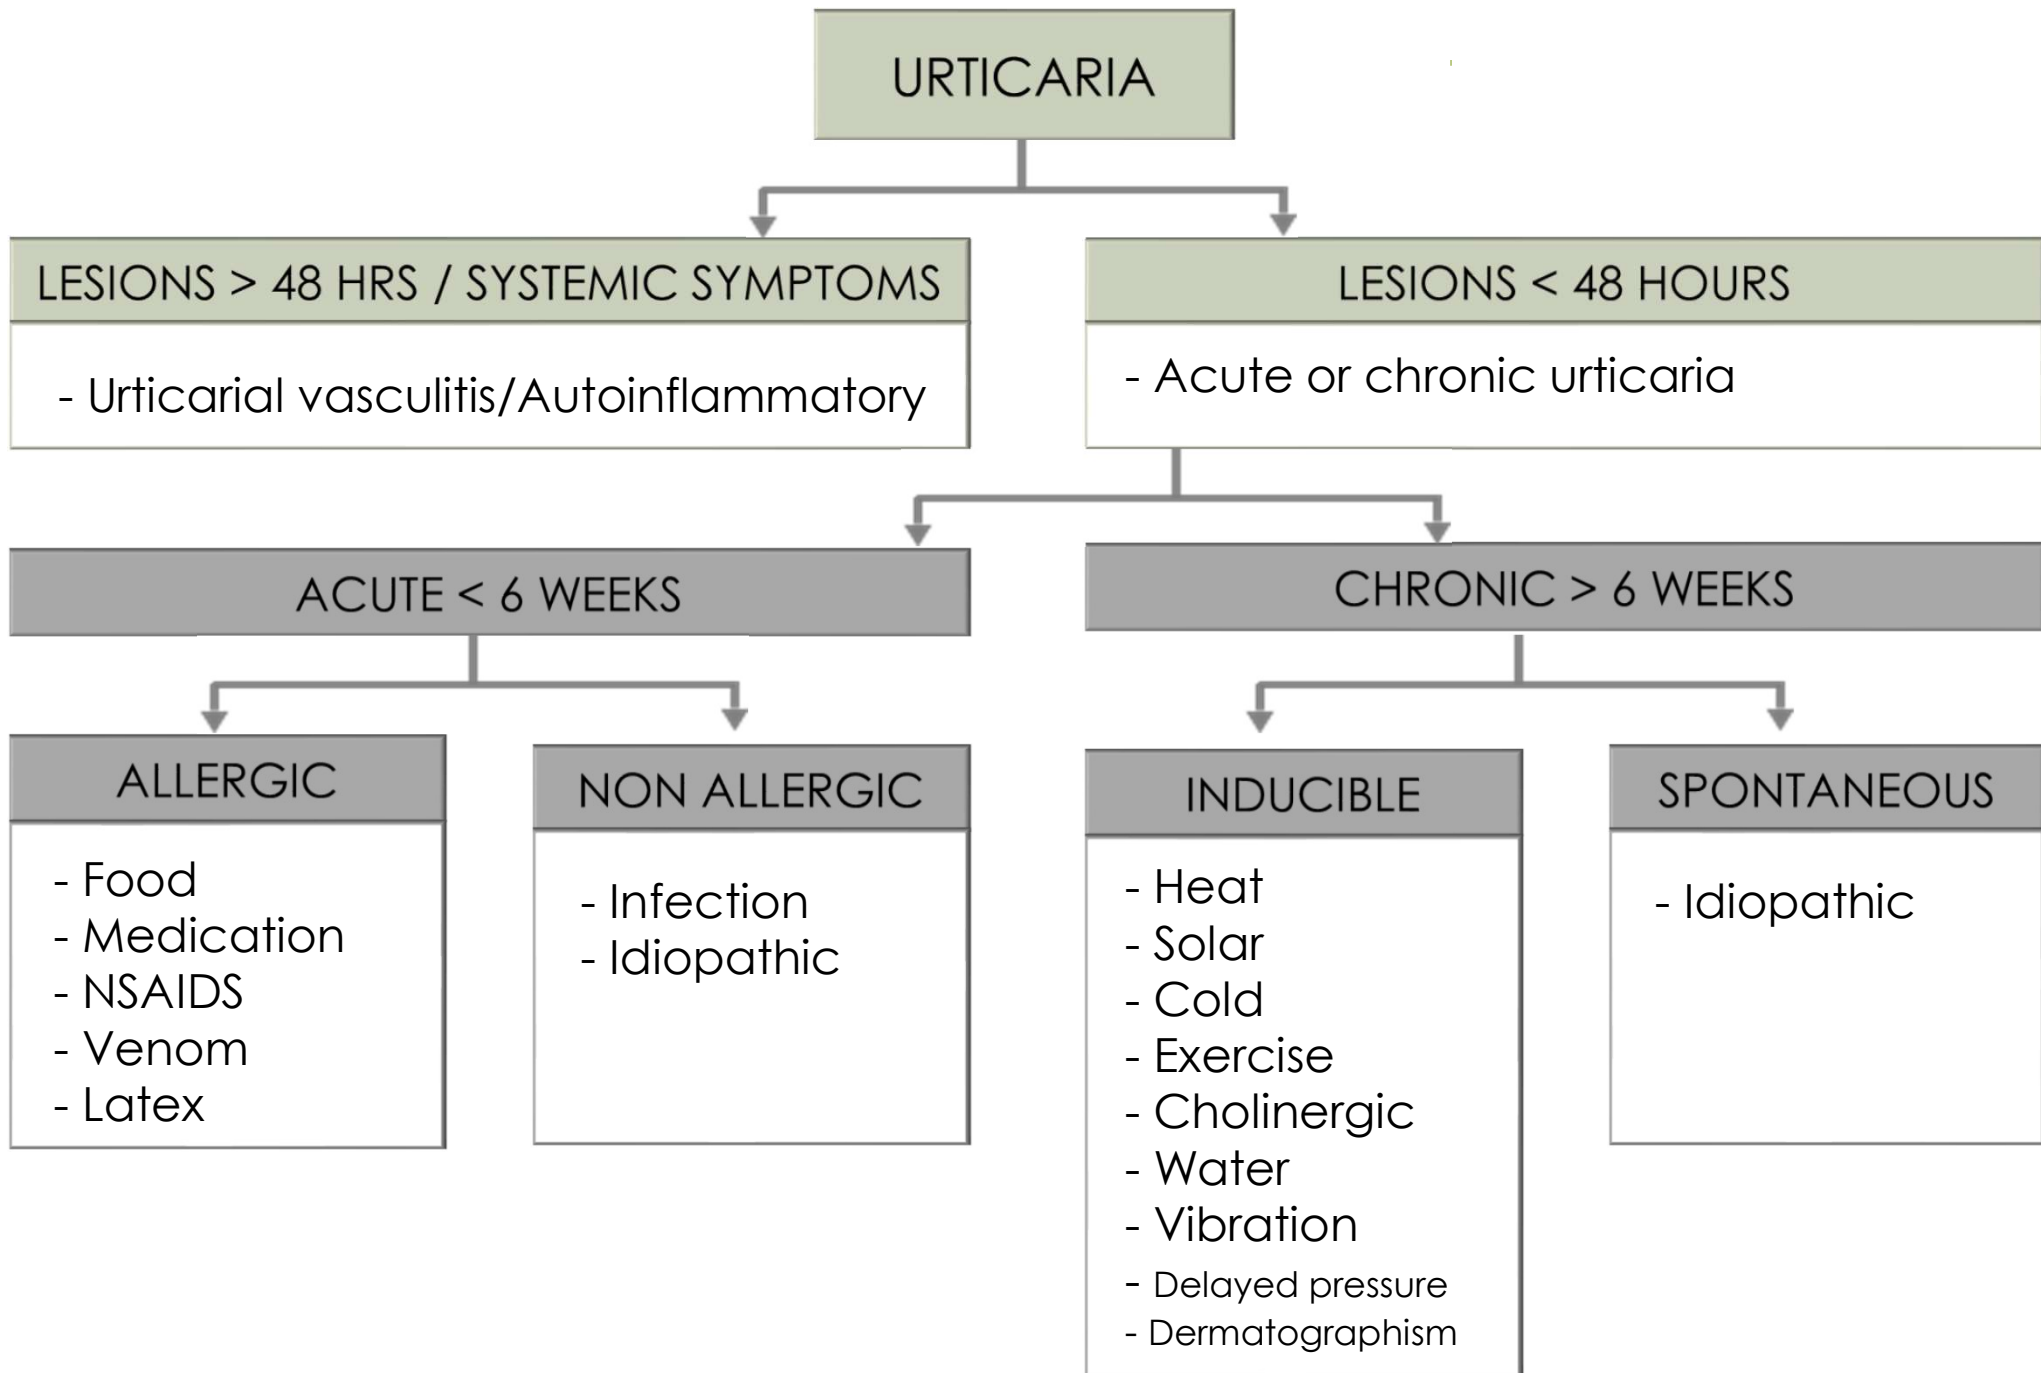 URTICARIA
LESIONS > 48 HRS / SYSTEMIC SYMPTOMS
- Urticarial vasculitis/Autoinflammatory
LESIONS < 48 HOURS
- Acute or chronic urticaria
ACUTE < 6 WEEKS
CHRONIC > 6 WEEKS
ALLERGIC
- Food
- Medication
- NSAIDS
- Venom
- Latex
NON ALLERGIC
- Infection
- Idiopathic
INDUCIBLE
- Heat
- Solar
- Cold
- Exercise
- Cholinergic
- Water
- Vibration
- Delayed pressure
- Dermatographism
SPONTANEOUS
- Idiopathic